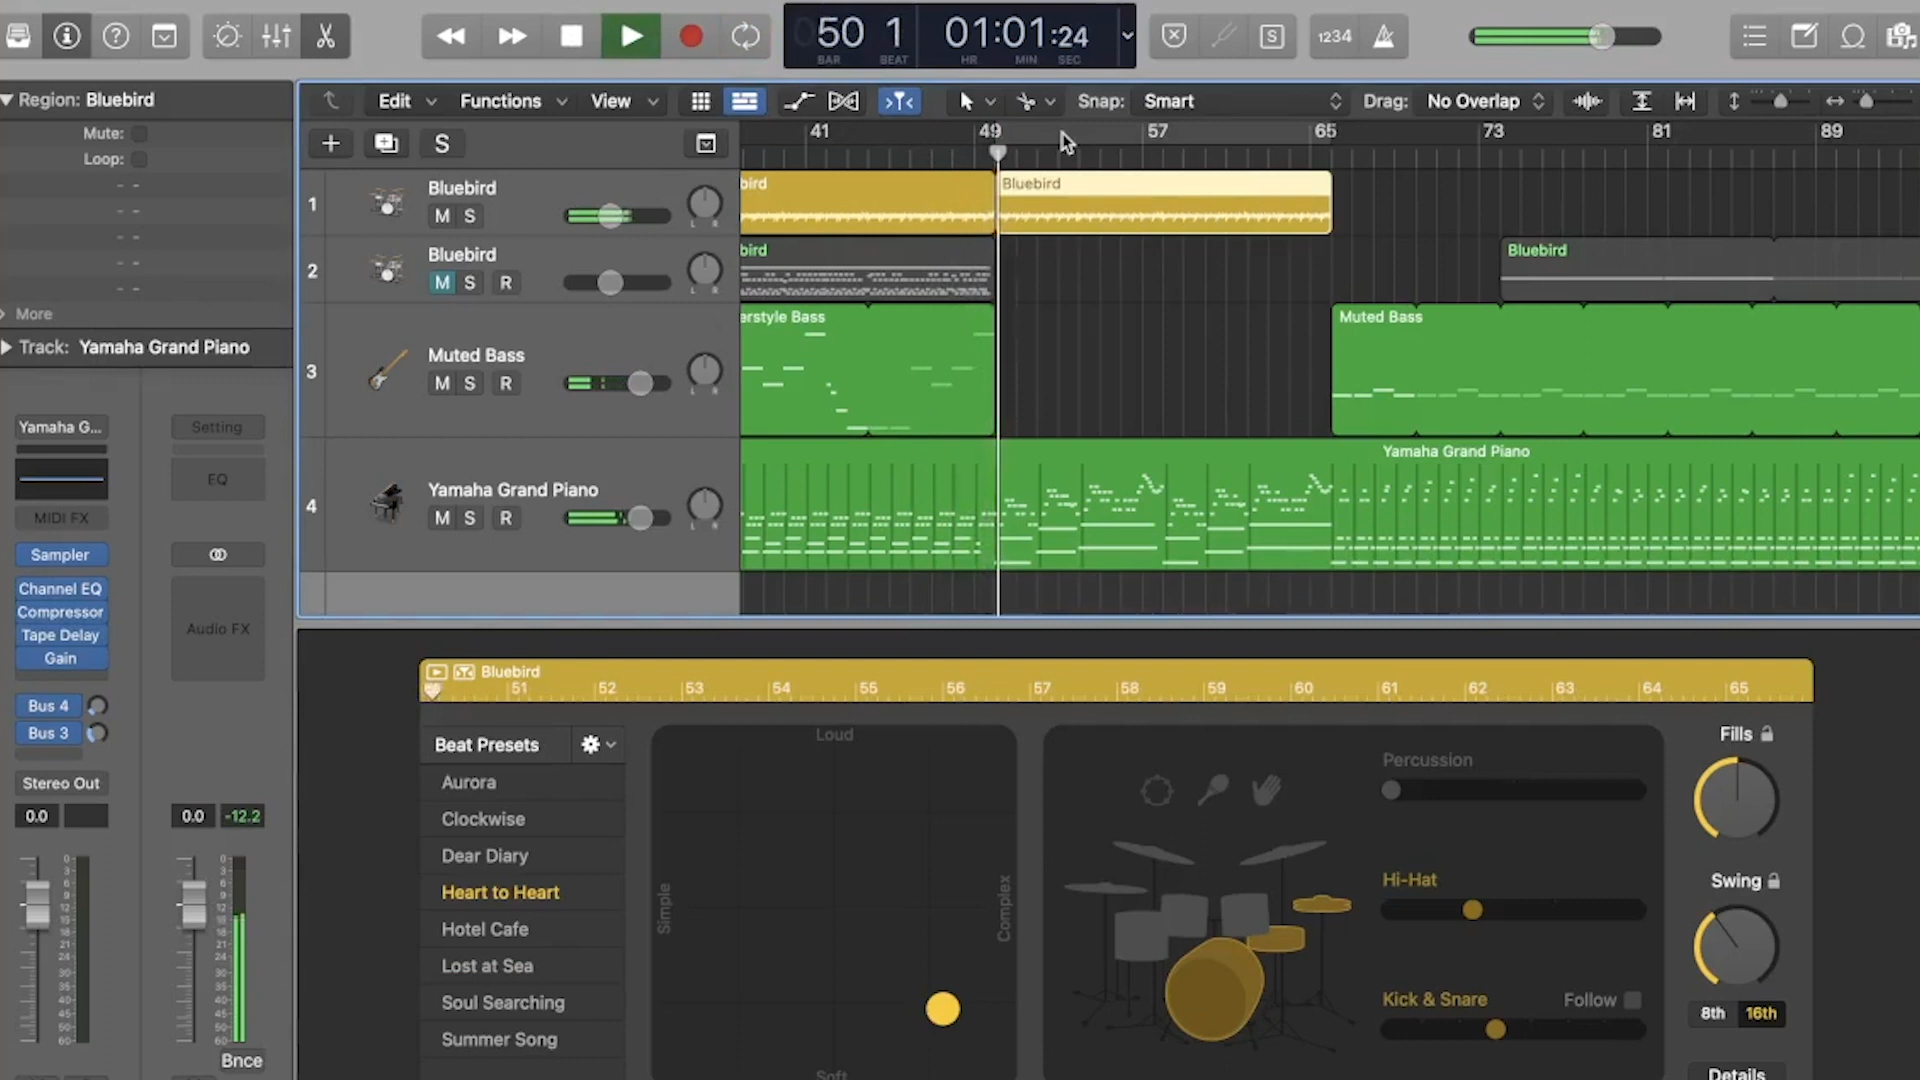 50 1
BAR BEAT
01:01:24
HR MIN SEC
1234
S
Region: Bluebird
Mute:
Loop:
More
Track: Yamaha Grand Piano
Edit Functions View Snap: Smart Drag: No Overlap
S
41 49 57 65 73 81 89
1 Bluebird
M S
L R
bird
Bluebird
2 Bluebird
M S R
L R
bird
Bluebird
3 Muted Bass
M S R
L R
erstyle Bass
Muted Bass
4 Yamaha Grand Piano
M S R
L R
Yamaha Grand Piano
Yamaha G...
Setting
EQ
MIDI FX
Sampler
Channel EQ
Compressor
Tape Delay
Gain
Audio FX
Bus 4
Bus 3
Stereo Out
0.0
0.0 -12.2
Bnce
Bluebird
51 52 53 54 55 56 57 58 59 60 61 62 63 64 65
Beat Presets
Aurora
Clockwise
Dear Diary
Heart to Heart
Hotel Cafe
Lost at Sea
Soul Searching
Summer Song
Loud
Simple
Complex
Soft
Percussion
Hi-Hat
Kick & Snare Follow
Fills
Swing
8th 16th
Details